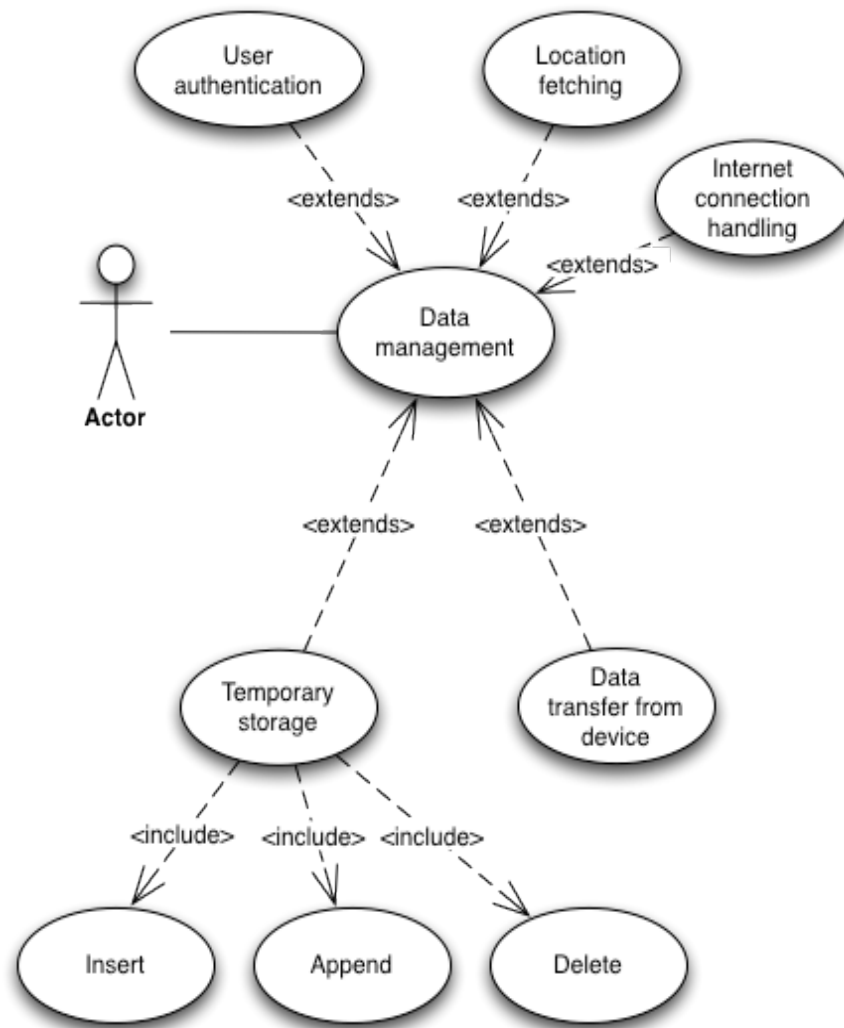 User
authentication
Location
fetching
Internet
connection
handling
<extends>
<extends>
<extends>
Data
management
Actor
<extends>
<extends>
Temporary
storage
Data
transfer from
device
<include>
<include>
<include>
Insert
Append
Delete